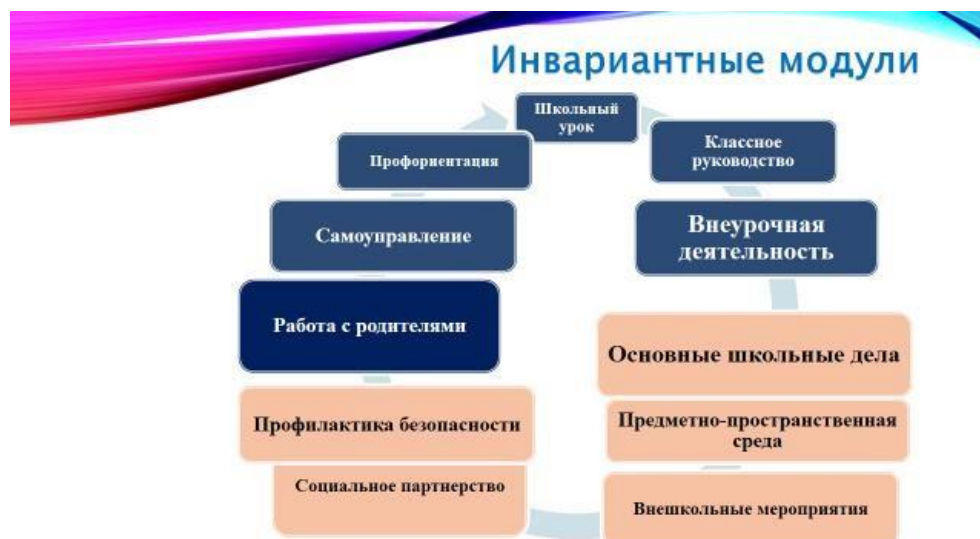 Инвариантные модули
Школьный
урок
Классное
руководство
Внеурочная
деятельность
Основные школьные дела
Предметно-пространственная
среда
Внешкольные мероприятия
Социальное партнерство
Профилактика безопасности
Работа с родителями
Самоуправление
Профориентация